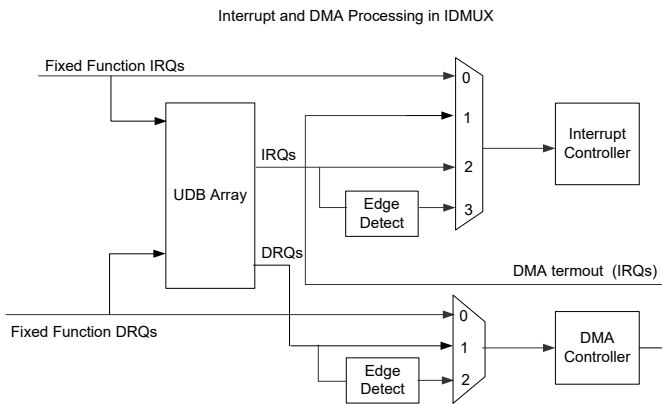 Interrupt and DMA Processing in IDMUX
Fixed Function IRQs
0
1
UDB Array
IRQs
2
Interrupt
Controller
Edge
Detect
3
DRQs
DMA termout (IRQs)
Fixed Function DRQs
0
1
DMA
Controller
Edge
Detect
2